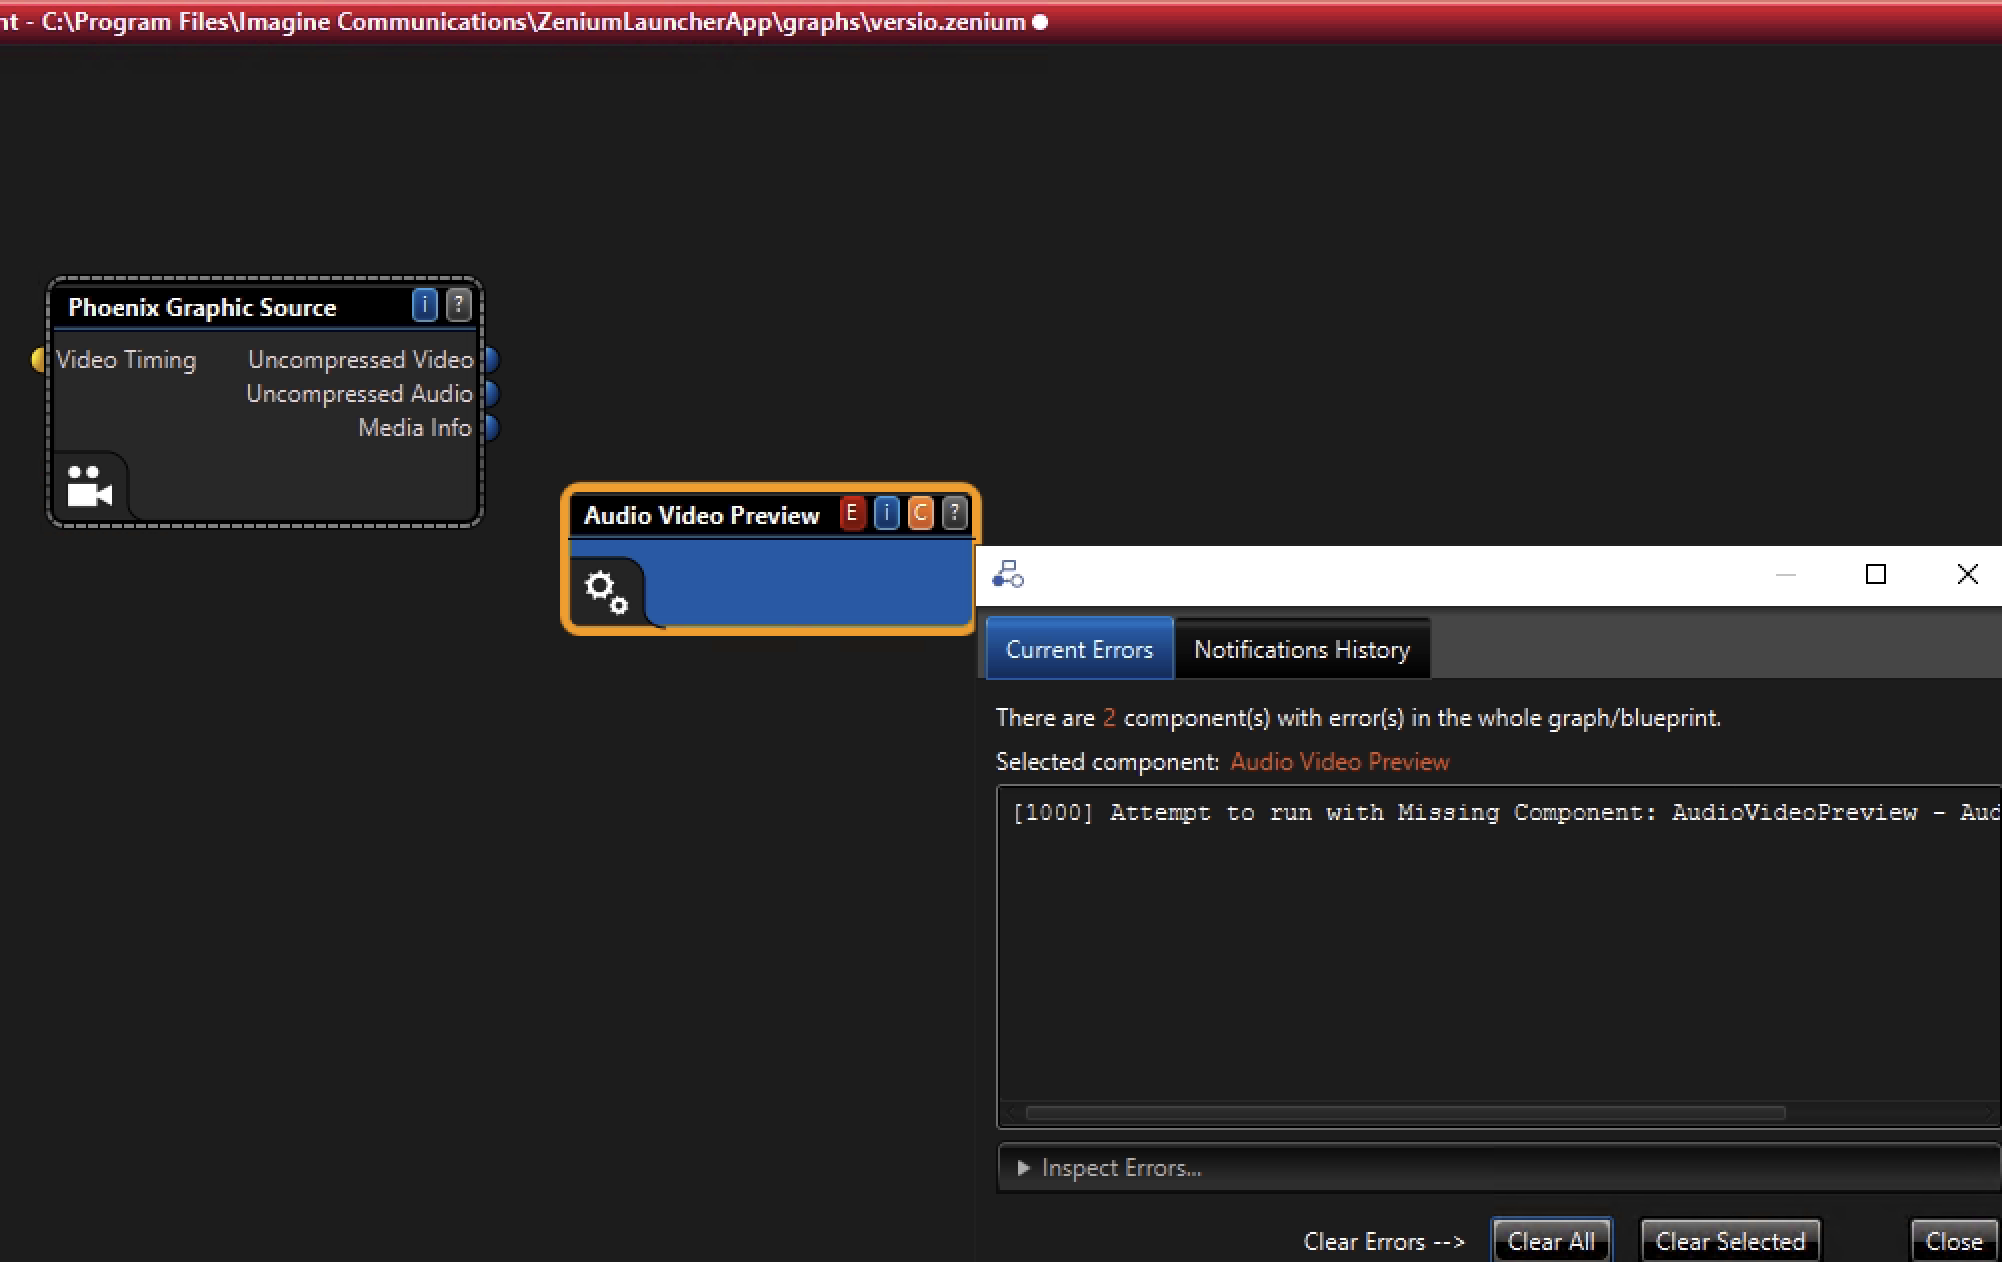 nt - C:\Program Files\Imagine Communications\ZeniumLauncherApp\graphs\versio.zenium
Phoenix Graphic Source i ?
Video Timing Uncompressed Video
Uncompressed Audio
Media Info
Audio Video Preview E i C ?
Current Errors Notifications History
There are 2 component(s) with error(s) in the whole graph/blueprint.
Selected component: Audio Video Preview
[1000] Attempt to run with Missing Component: AudioVideoPreview - Aud
Inspect Errors...
Clear Errors --> Clear All Clear Selected Close